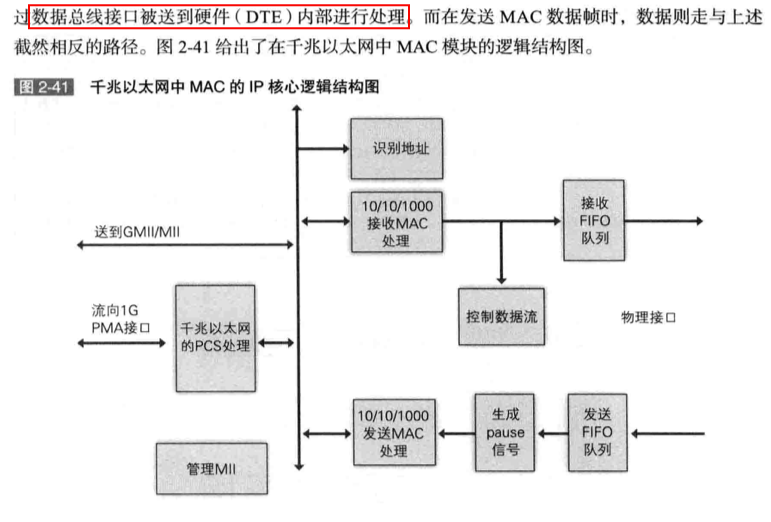 过数据总线接口被送到硬件（DTE）内部进行处理。而在发送 MAC 数据帧时，数据则走与上述
截然相反的路径。图 2-41 给出了在千兆以太网中 MAC 模块的逻辑结构图。
图 2-41 千兆以太网中 MAC 的 IP 核心逻辑结构图
识别地址
10/10/1000
接收MAC
处理
接收
FIFO
队列
送到GMII/MII
流向1G
PMA接口
千兆以太网
的PCS处理
控制数据流
物理接口
10/10/1000
发送MAC
处理
生成
pause
信号
发送
FIFO
队列
管理MII